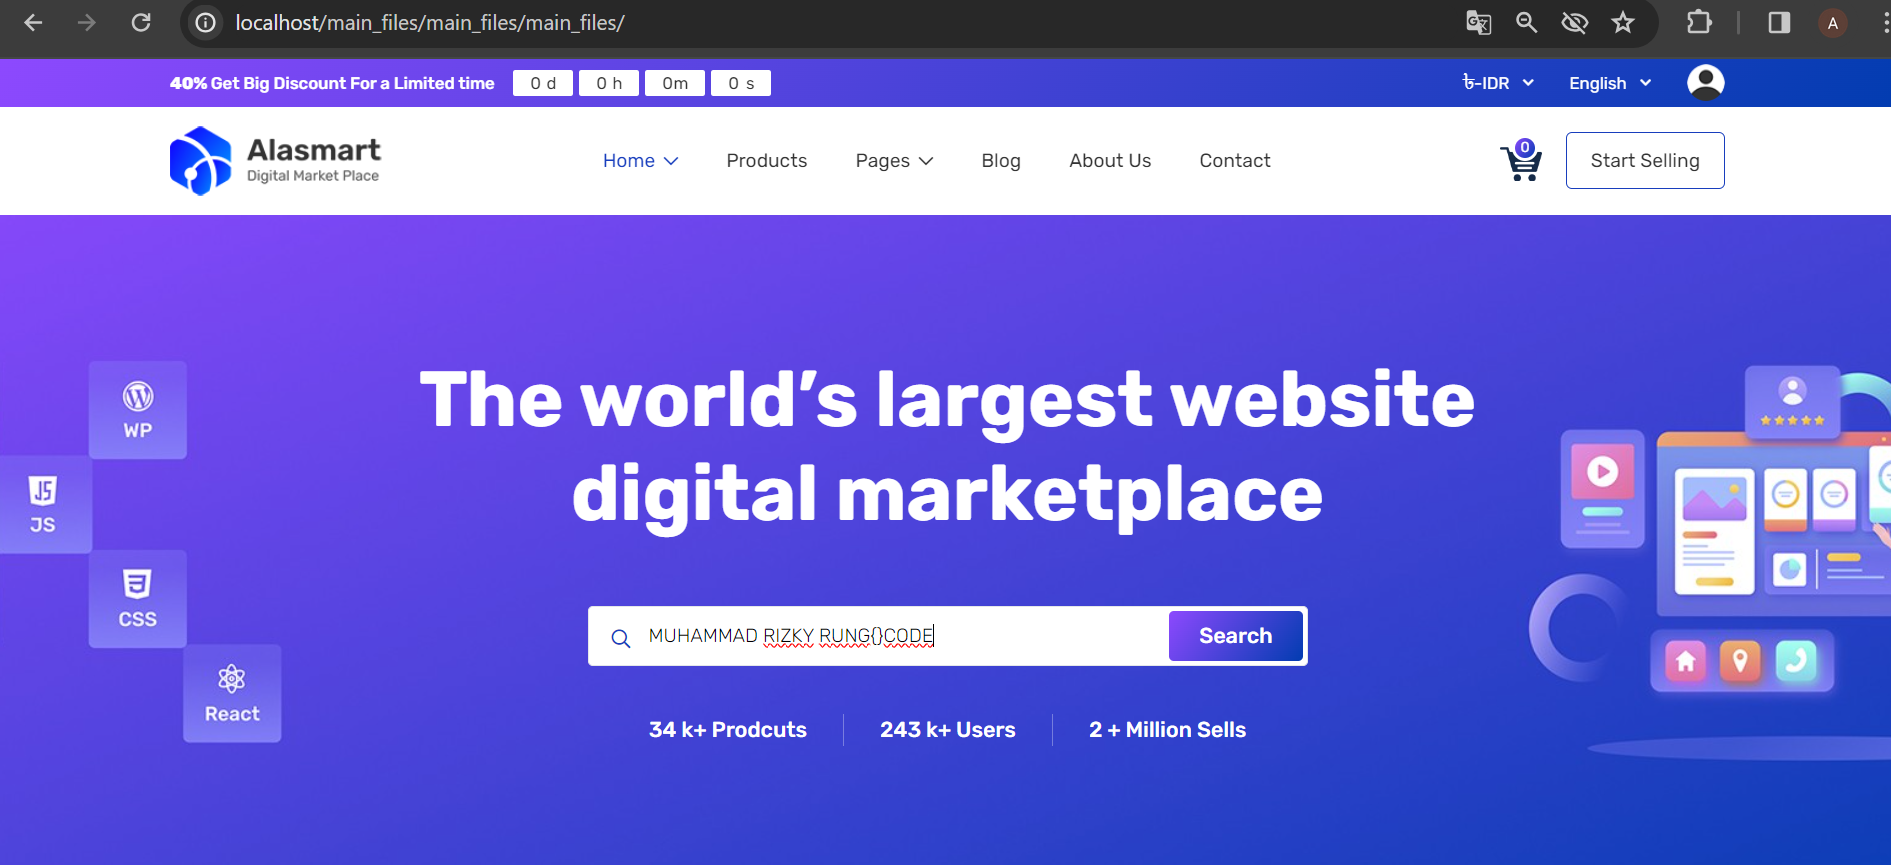 localhost/main_files/main_files/main_files/
A
40% Get Big Discount For a Limited time 0 d 0 h 0m 0 s
৳-IDR English
Alasmart
Digital Market Place
Home Products Pages Blog About Us Contact
0
Start Selling
The world’s largest website
digital marketplace
WP
JS
CSS
React
MUHAMMAD RIZKY RUNG{}CODE
Search
34 k+ Prodcuts 243 k+ Users 2 + Million Sells